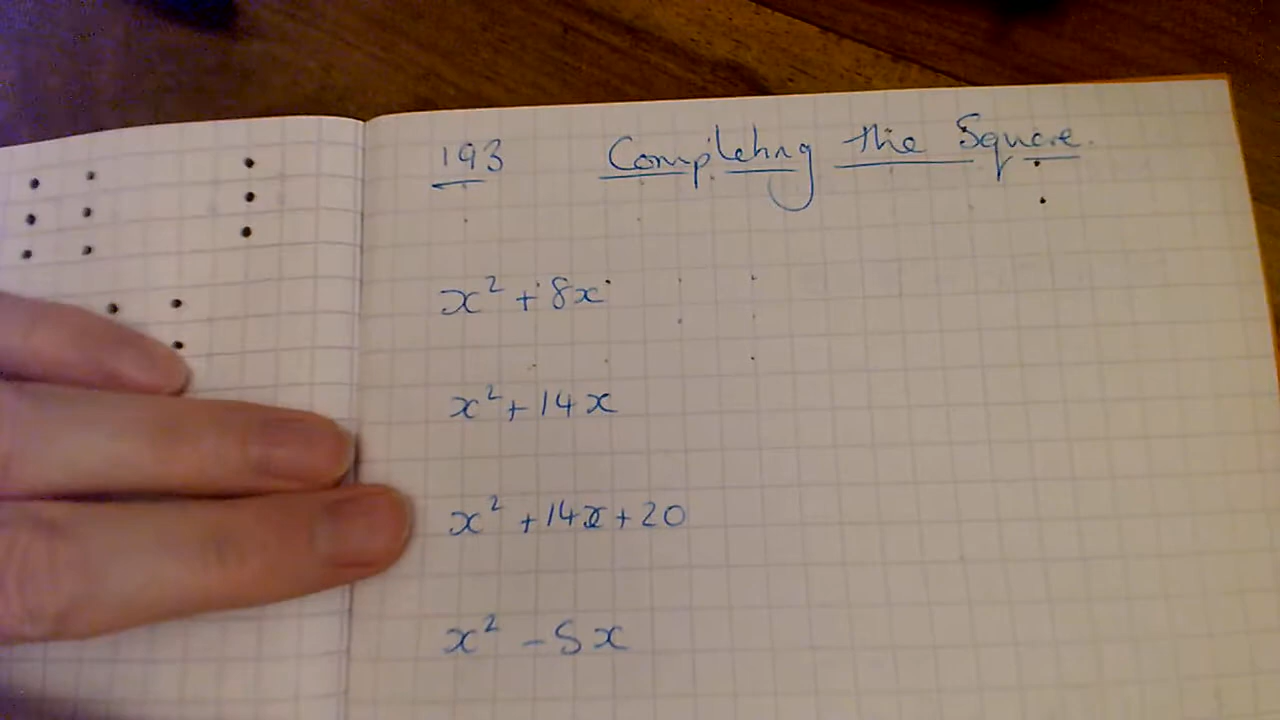 193 Completing the Square.
x² + 8x
x² + 14x
x² + 14x + 20
x² - 5x